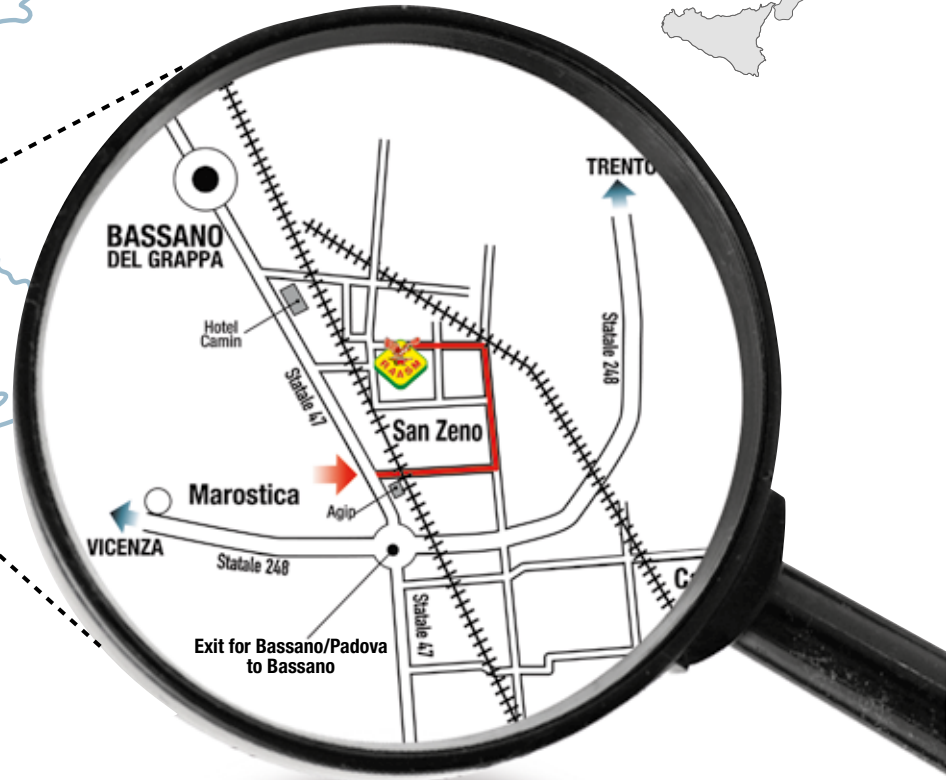 TRENTO
BASSANO
DEL GRAPPA
Hotel
Camin
Statale 248
RAASM
Statale 47
San Zeno
Marostica
Agip
VICENZA
Statale 248
Statale 47
Exit for Bassano/Padova
to Bassano